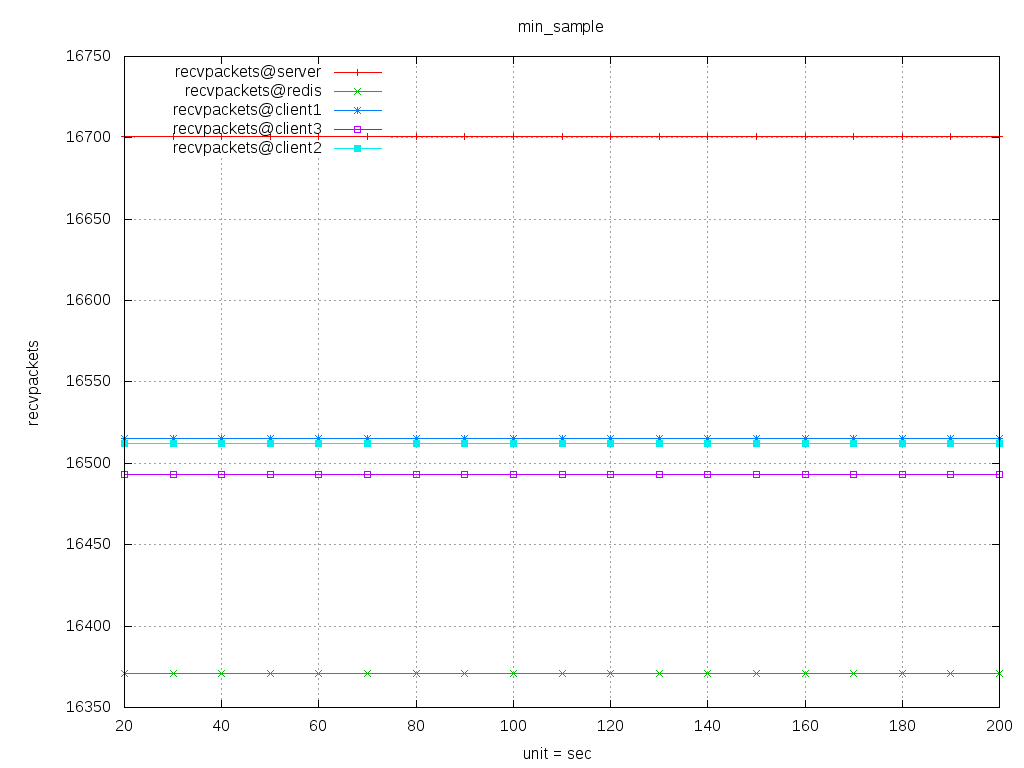 min_sample
16750
recvpackets@server
recvpackets@redis
recvpackets@client1
recvpackets@client3
recvpackets@client2
16700
16650
16600
16550
16500
16450
16400
16350
recvpackets
20 40 60 80 100 120 140 160 180 200
unit = sec